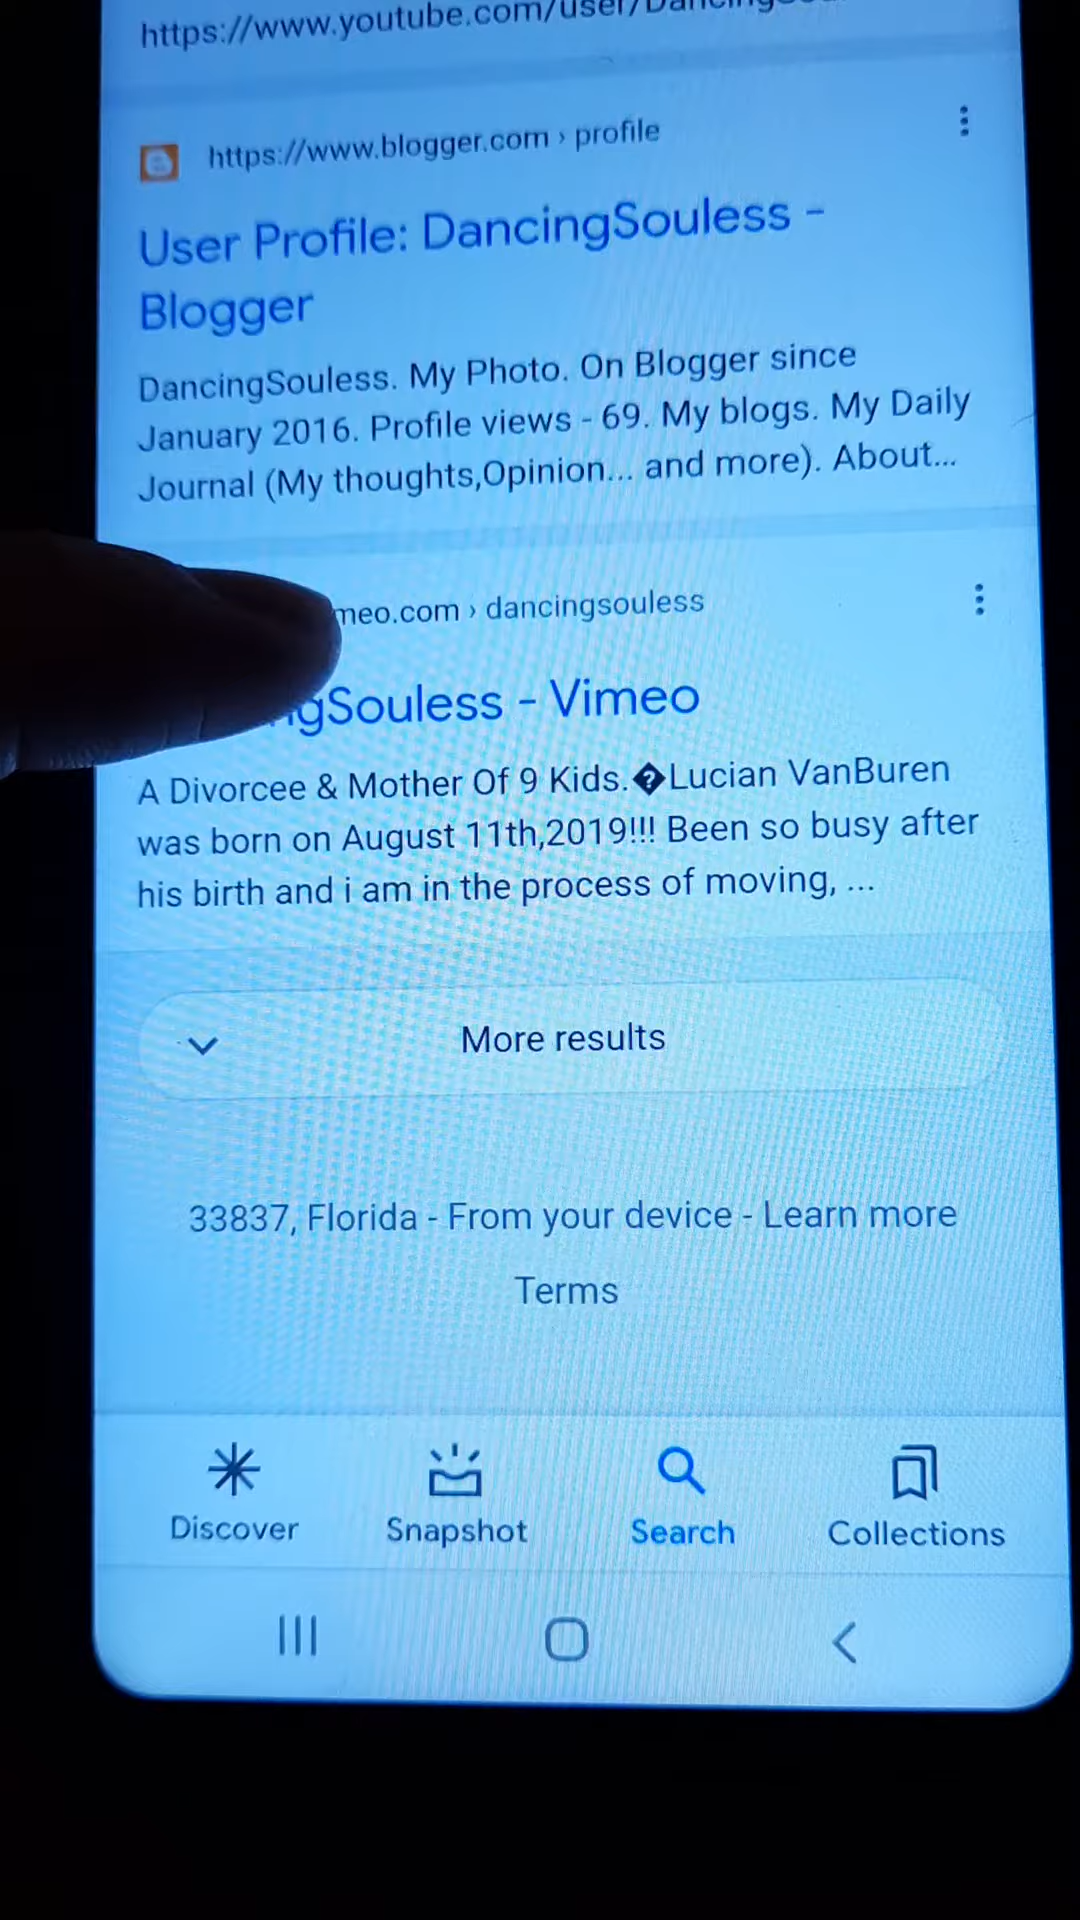 https://www.youtube.com/user/
https://www.blogger.com › profile
User Profile: DancingSouless -
Blogger
DancingSouless. My Photo. On Blogger since
January 2016. Profile views - 69. My blogs. My Daily
Journal (My thoughts,Opinion... and more). About...
meo.com › dancingsouless
gSouless - Vimeo
A Divorcee & Mother Of 9 Kids.�Lucian VanBuren
was born on August 11th,2019!!! Been so busy after
his birth and i am in the process of moving, ...
More results
33837, Florida - From your device - Learn more
Terms
Discover
Snapshot
Search
Collections